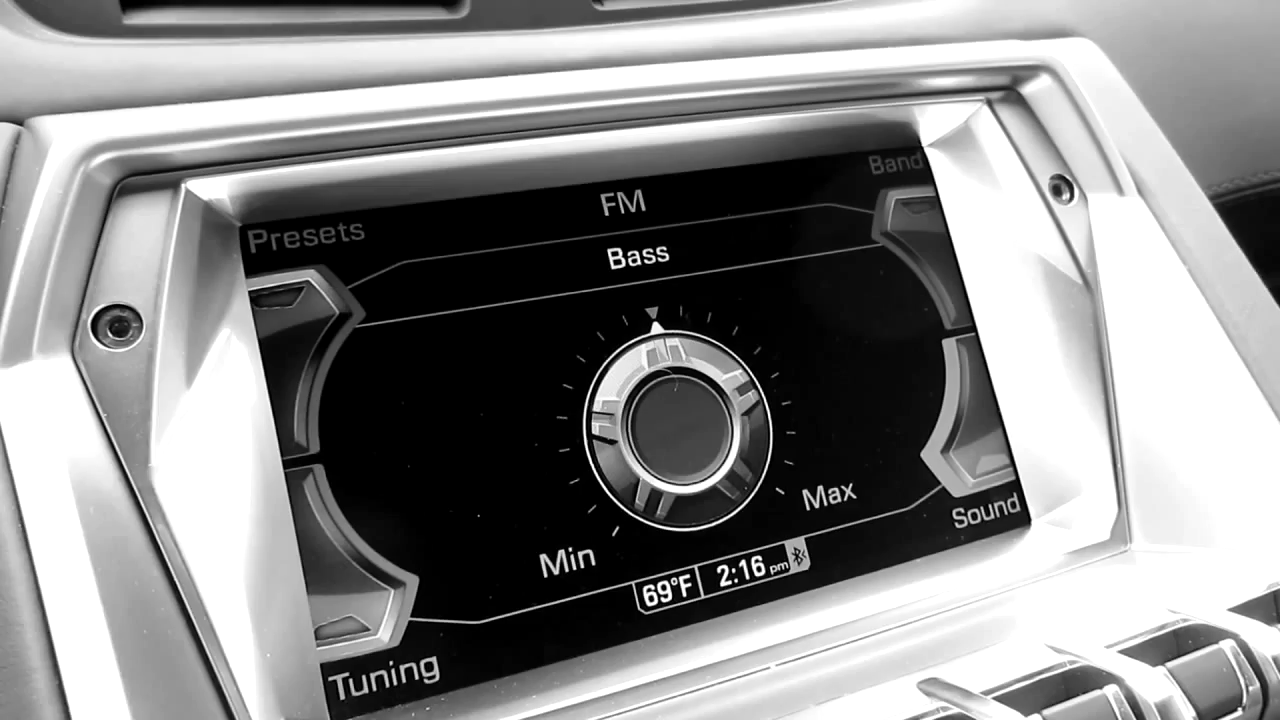 Band
FM
Presets
Bass
Max
Min
Sound
69°F 2:16 pm
Tuning